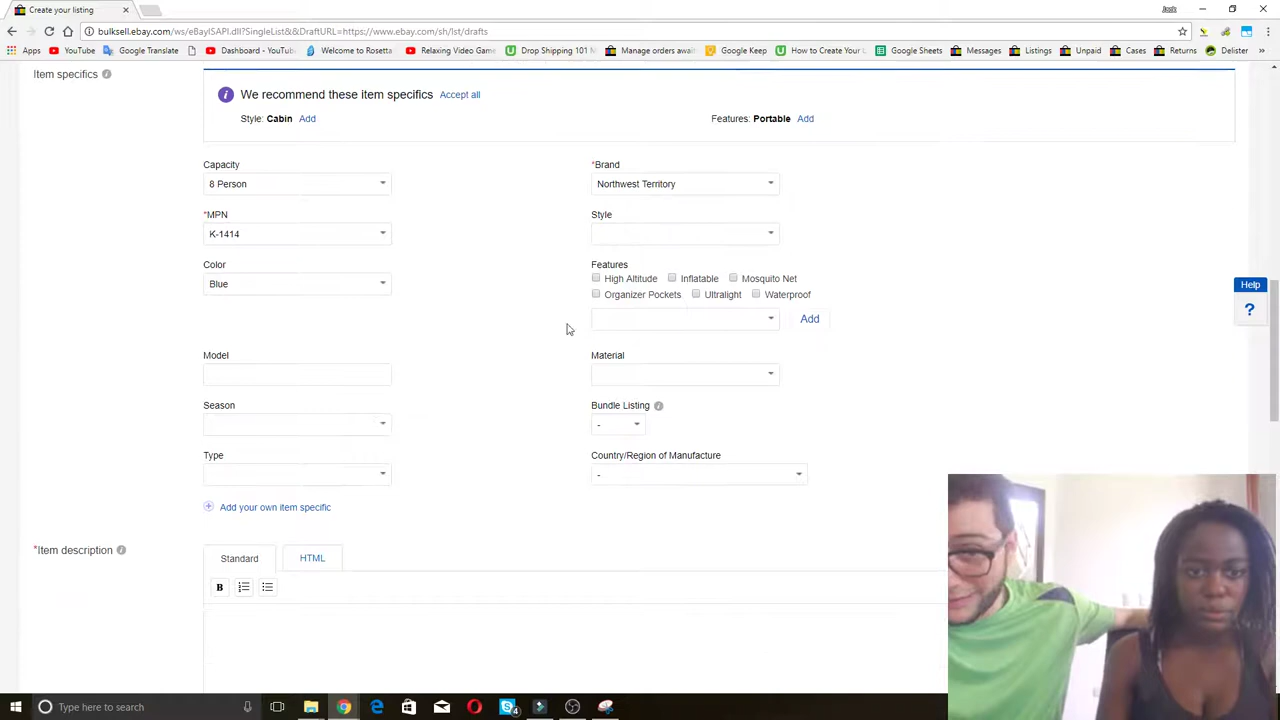 Create your listing
Josh
bulksell.ebay.com/ws/eBayISAPI.dll?SingleList&&DraftURL=https://www.ebay.com/sh/lst/drafts
Apps YouTube Google Translate Dashboard - YouTub Welcome to Rosetta Relaxing Video Game Drop Shipping 101 N Manage orders await Google Keep How to Create Your L Google Sheets Messages Listings Unpaid Cases Returns Delister
Item specifics
We recommend these item specifics Accept all
Style: Cabin Add Features: Portable Add
Capacity *Brand
8 Person Northwest Territory
*MPN Style
K-1414
Color Features
Blue
High Altitude Inflatable Mosquito Net
Organizer Pockets Ultralight Waterproof
Add
Help
?
Model Material
Season Bundle Listing
-
Type Country/Region of Manufacture
-
Add your own item specific
*Item description Standard HTML
B
Type here to search